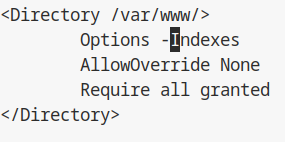 <Directory /var/www/>
        Options -Indexes
        AllowOverride None
        Require all granted
</Directory>